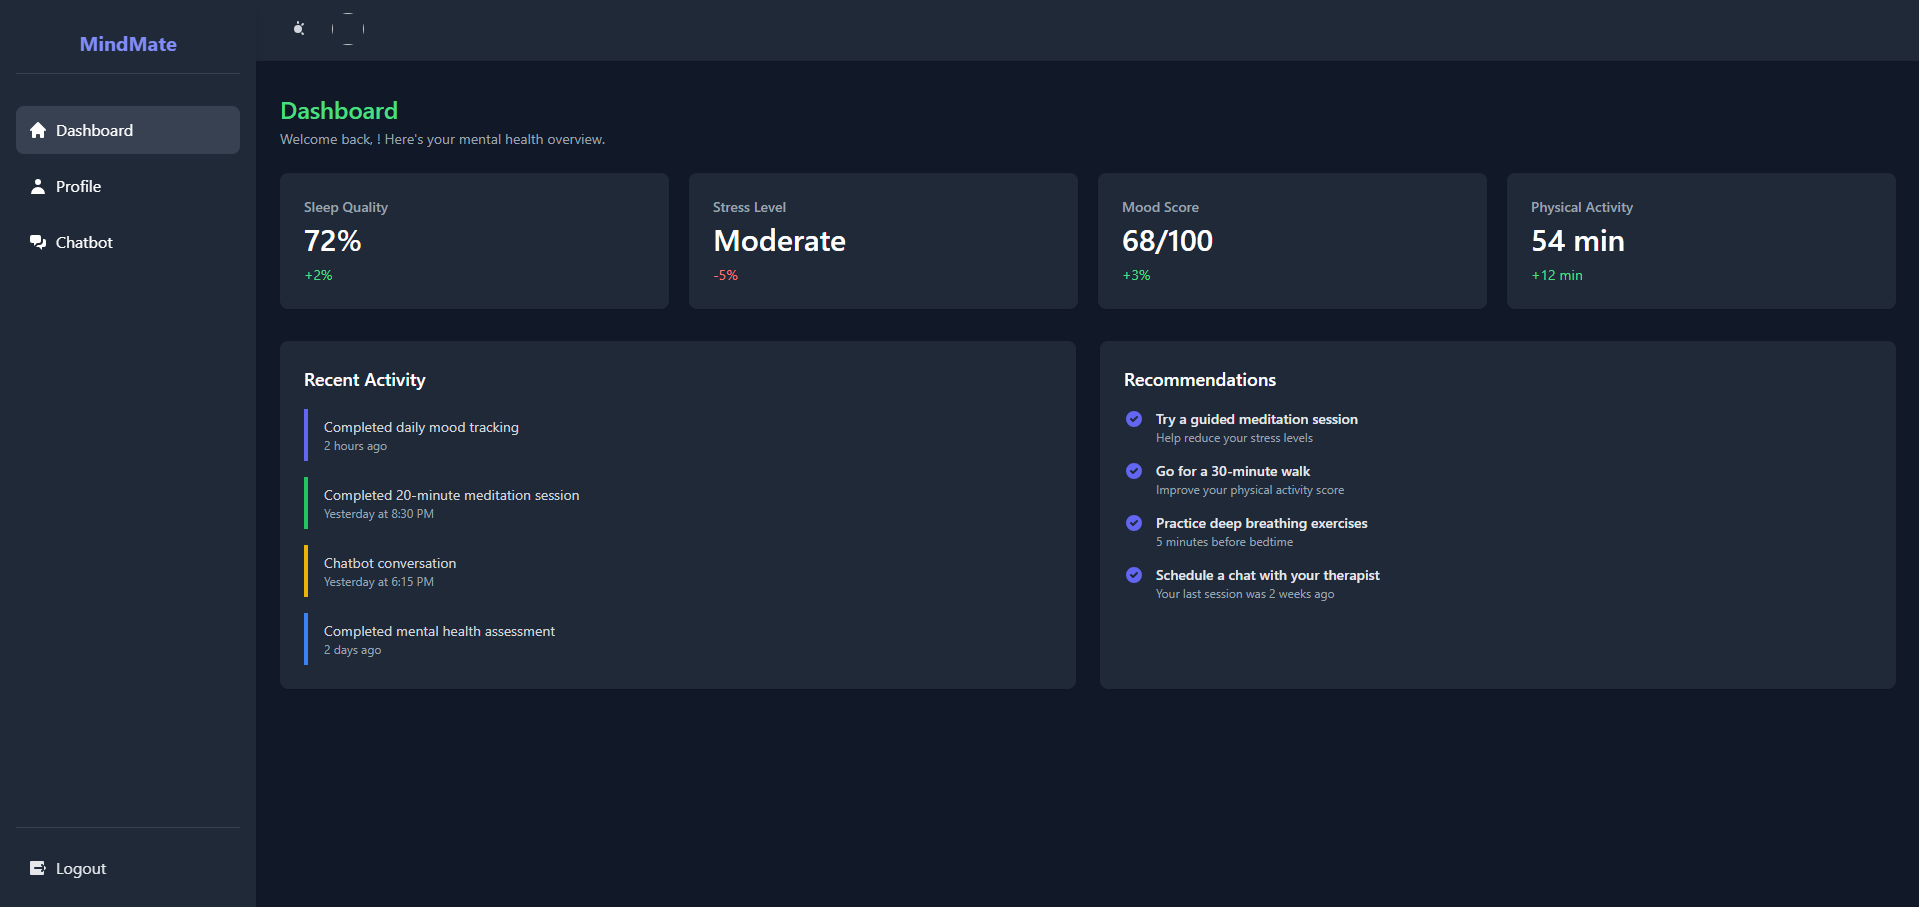 MindMate
Dashboard
Profile
Chatbot
Logout
Dashboard
Welcome back, ! Here's your mental health overview.
Sleep Quality
72%
+2%
Stress Level
Moderate
-5%
Mood Score
68/100
+3%
Physical Activity
54 min
+12 min
Recent Activity
Completed daily mood tracking
2 hours ago
Completed 20-minute meditation session
Yesterday at 8:30 PM
Chatbot conversation
Yesterday at 6:15 PM
Completed mental health assessment
2 days ago
Recommendations
Try a guided meditation session
Help reduce your stress levels
Go for a 30-minute walk
Improve your physical activity score
Practice deep breathing exercises
5 minutes before bedtime
Schedule a chat with your therapist
Your last session was 2 weeks ago